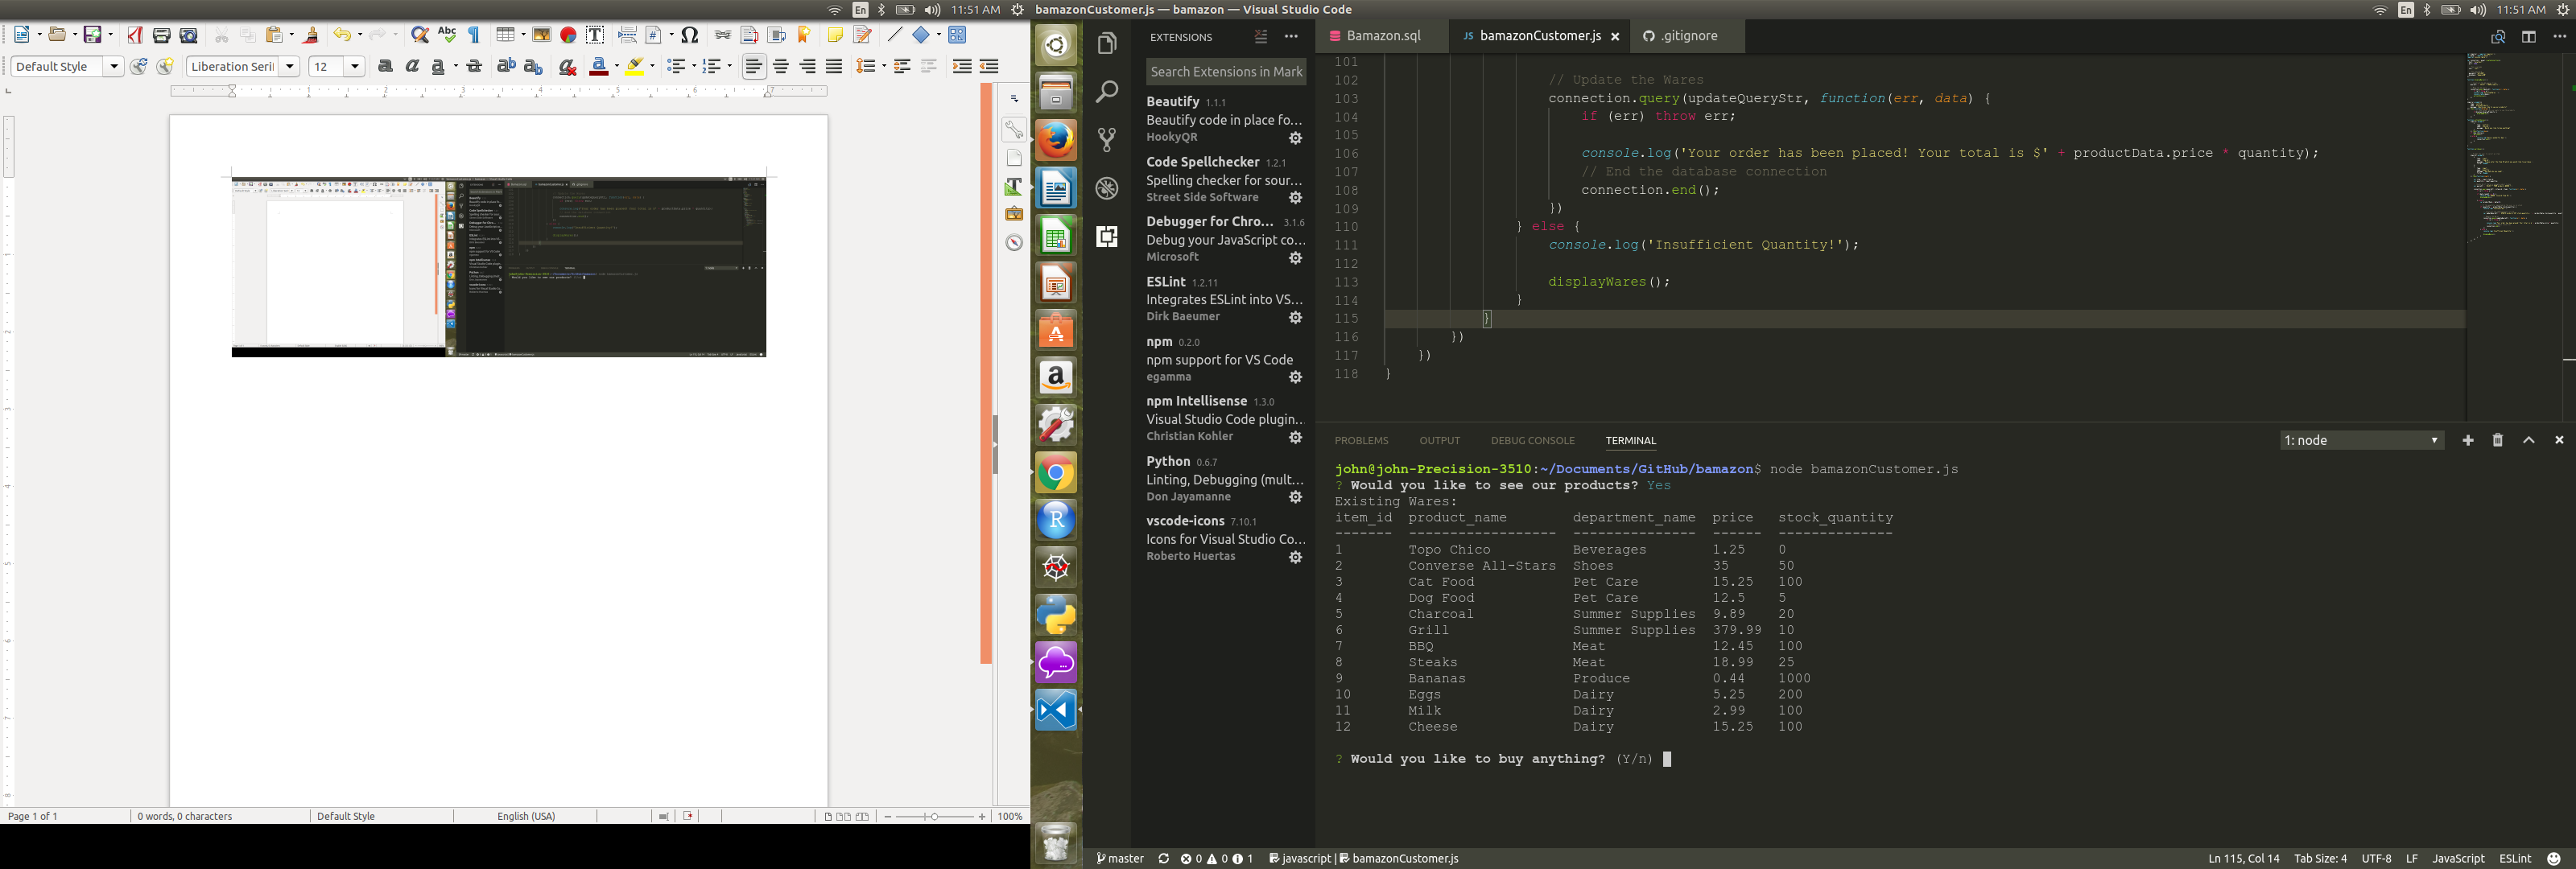 En 11:51 AM
Default Style Liberation Seri 12
1 2 3 4 5 6 7
Page 1 of 1 0 words, 0 characters Default Style English (USA) 100%
bamazonCustomer.js — bamazon — Visual Studio Code
En 11:51 AM
EXTENSIONS
Search Extensions in Mark
Beautify 1.1.1
Beautify code in place fo...
HookyQR
Code Spellchecker 1.2.1
Spelling checker for sour...
Street Side Software
Debugger for Chro... 3.1.6
Debug your JavaScript co...
Microsoft
ESLint 1.2.11
Integrates ESLint into VS...
Dirk Baeumer
npm 0.2.0
npm support for VS Code
egamma
npm Intellisense 1.3.0
Visual Studio Code plugin...
Christian Kohler
Python 0.6.7
Linting, Debugging (mult...
Don Jayamanne
vscode-icons 7.10.1
Icons for Visual Studio Co...
Roberto Huertas
Bamazon.sql JS bamazonCustomer.js .gitignore
101
102 // Update the Wares
103 connection.query(updateQueryStr, function(err, data) {
104 if (err) throw err;
105
106 console.log('Your order has been placed! Your total is $' + productData.price * quantity);
107 // End the database connection
108 connection.end();
109 })
110 } else {
111 console.log('Insufficient Quantity!');
112
113 displayWares();
114 }
115 }
116 })
117 })
118 }
PROBLEMS OUTPUT DEBUG CONSOLE TERMINAL 1: node
john@john-Precision-3510:~/Documents/GitHub/bamazon$ node bamazonCustomer.js
? Would you like to see our products? Yes
Existing Wares:
item_id product_name department_name price stock_quantity
------- ------------------ --------------- ------ --------------
1 Topo Chico Beverages 1.25 0
2 Converse All-Stars Shoes 35 50
3 Cat Food Pet Care 15.25 100
4 Dog Food Pet Care 12.5 5
5 Charcoal Summer Supplies 9.89 20
6 Grill Summer Supplies 379.99 10
7 BBQ Meat 12.45 100
8 Steaks Meat 18.99 25
9 Bananas Produce 0.44 1000
10 Eggs Dairy 5.25 200
11 Milk Dairy 2.99 100
12 Cheese Dairy 15.25 100
? Would you like to buy anything? (Y/n)
master 0 0 1 javascript | bamazonCustomer.js Ln 115, Col 14 Tab Size: 4 UTF-8 LF JavaScript ESLint